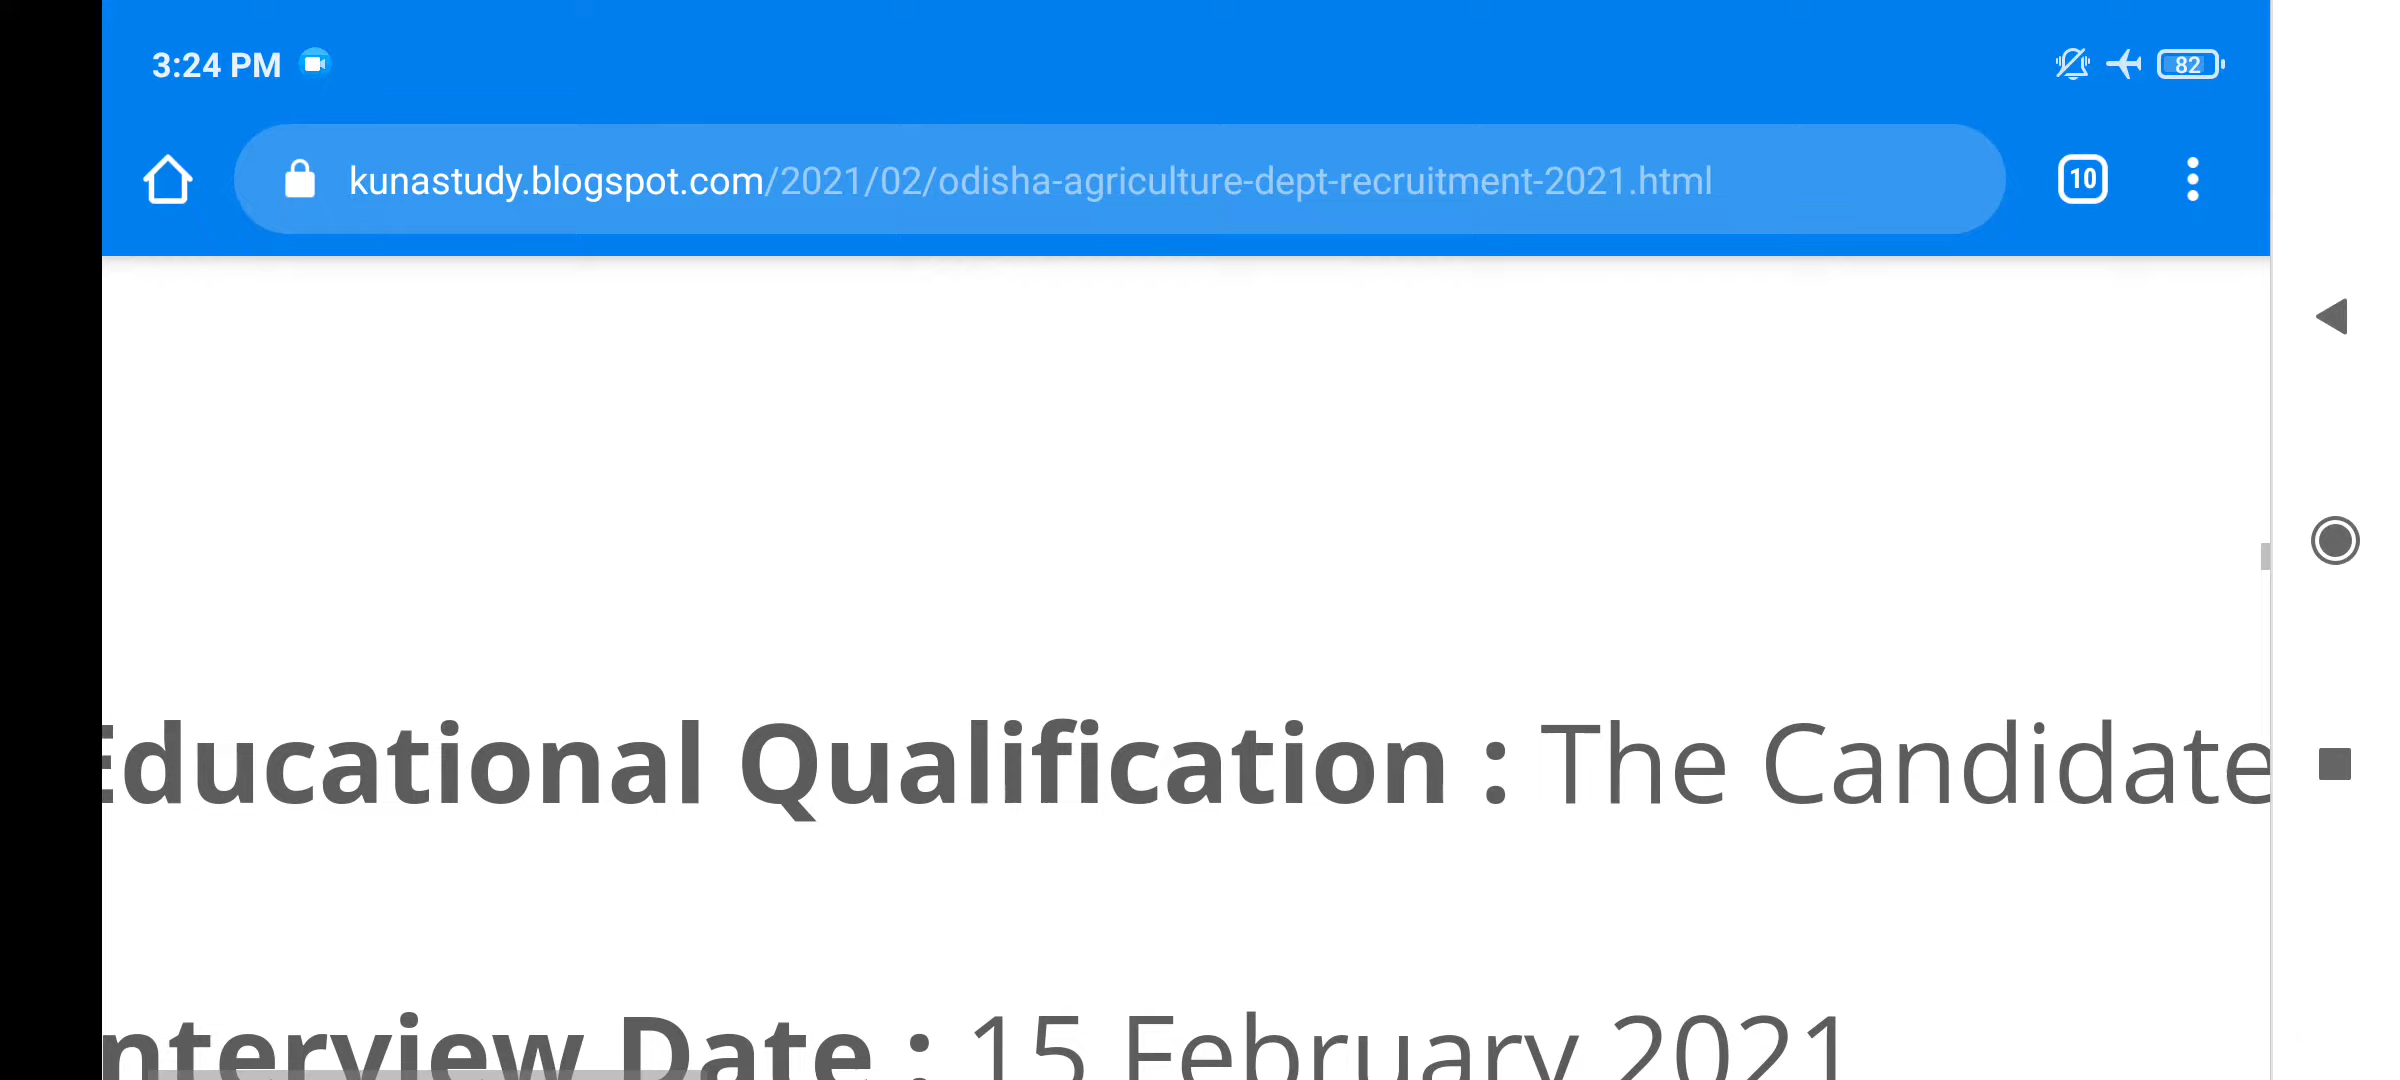 3:24 PM
82
kunastudy.blogspot.com/2021/02/odisha-agriculture-dept-recruitment-2021.html
10
Educational Qualification : The Candidate
nterview Date : 15 February 2021